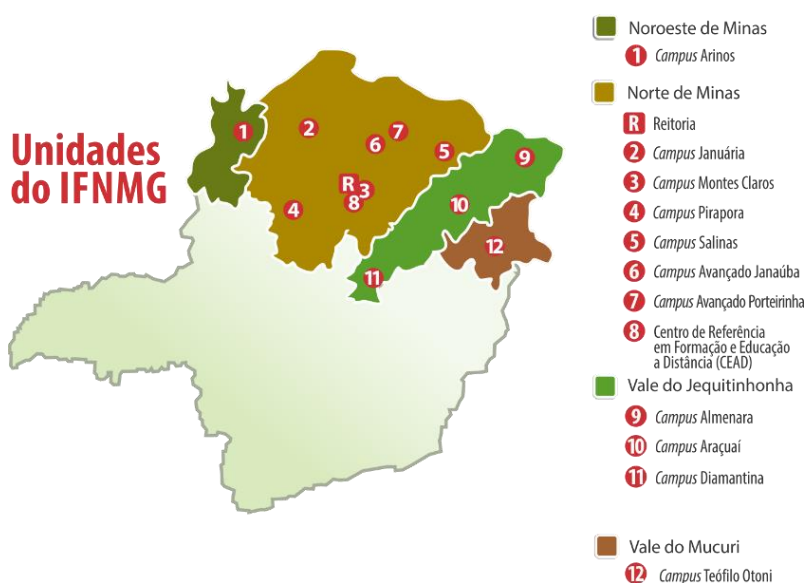 Unidades
do IFNMG
1
2
7
6
5
9
R
3
8
4
10
12
11
Noroeste de Minas
1 Campus Arinos
Norte de Minas
R Reitoria
2 Campus Januária
3 Campus Montes Claros
4 Campus Pirapora
5 Campus Salinas
6 Campus Avançado Janaúba
7 Campus Avançado Porteirinha
8 Centro de Referência
em Formação e Educação
a Distância (CEAD)
Vale do Jequitinhonha
9 Campus Almenara
10 Campus Araçuaí
11 Campus Diamantina
Vale do Mucuri
12 Campus Teófilo Otoni